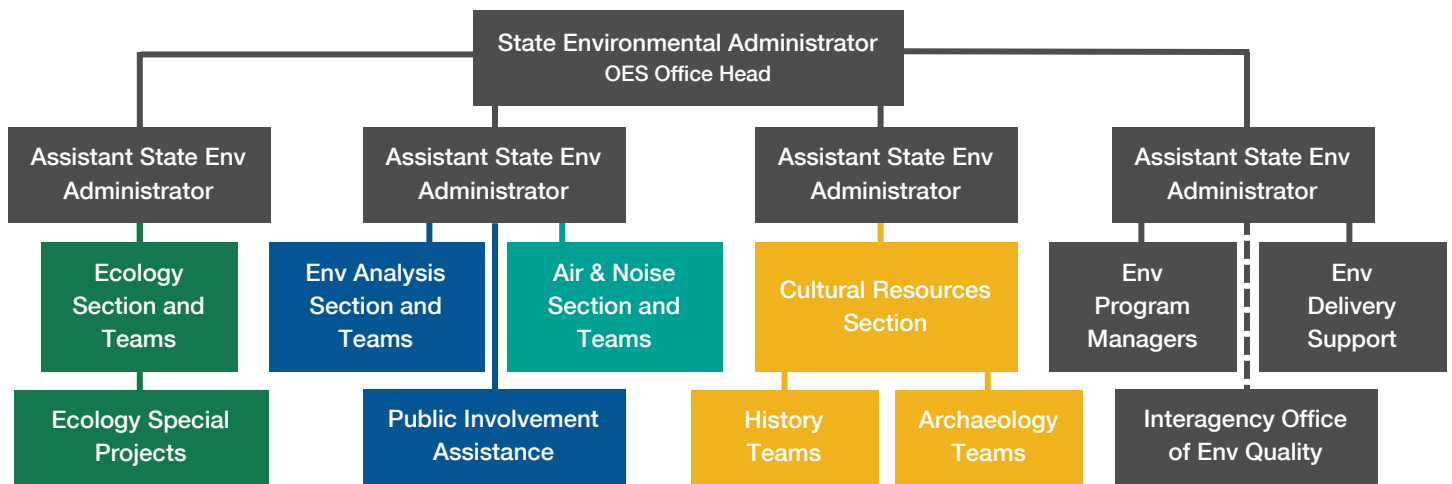 State Environmental Administrator
OES Office Head
Assistant State Env
Administrator
Assistant State Env
Administrator
Assistant State Env
Administrator
Assistant State Env
Administrator
Ecology
Section and
Teams
Env Analysis
Section and
Teams
Air & Noise
Section and
Teams
Cultural Resources
Section
Env
Program
Managers
Env
Delivery
Support
Ecology Special
Projects
Public Involvement
Assistance
History
Teams
Archaeology
Teams
Interagency Office
of Env Quality